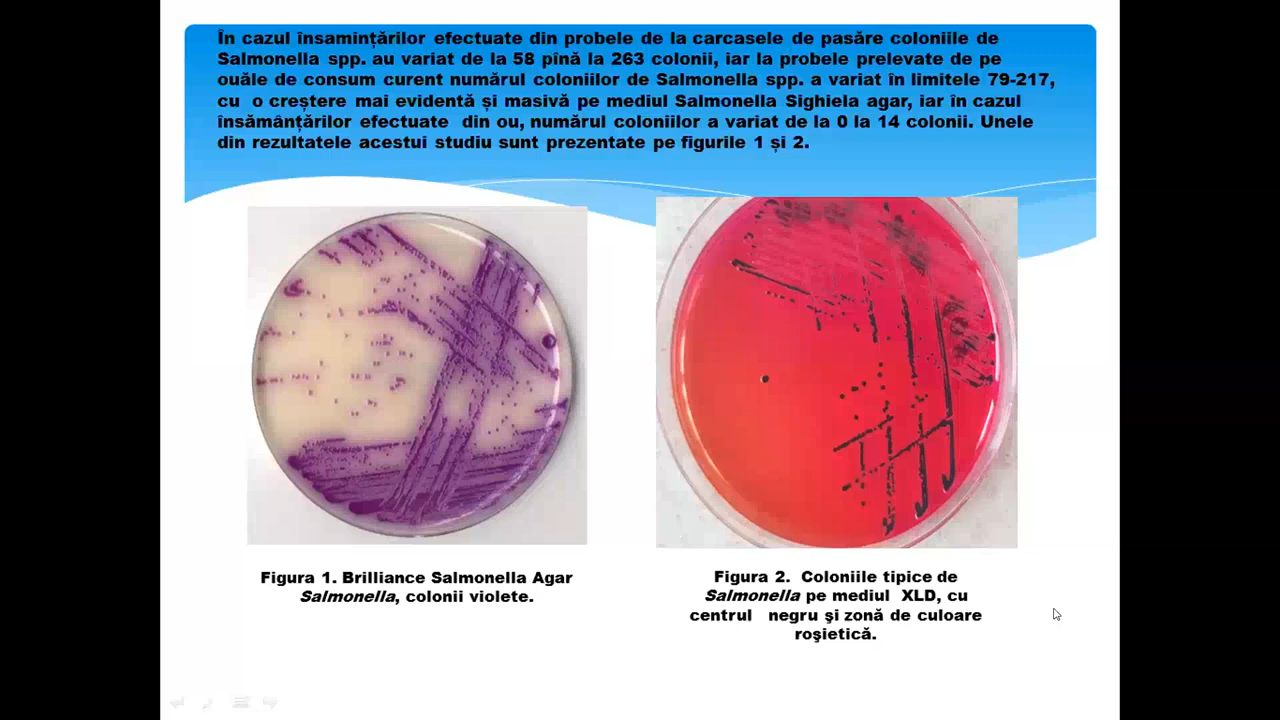 În cazul însamințărilor efectuate din probele de la carcasele de pasăre coloniile de
Salmonella spp. au variat de la 58 pînă la 263 colonii, iar la probele prelevate de pe
ouăle de consum curent numărul coloniilor de Salmonella spp. a variat în limitele 79-217,
cu o creștere mai evidentă și masivă pe mediul Salmonella Sighiela agar, iar în cazul
însămânțărilor efectuate din ou, numărul coloniilor a variat de la 0 la 14 colonii. Unele
din rezultatele acestui studiu sunt prezentate pe figurile 1 și 2.
Figura 1. Brilliance Salmonella Agar
Salmonella, colonii violete.
Figura 2. Coloniile tipice de
Salmonella pe mediul XLD, cu
centrul negru şi zonă de culoare
roşietică.